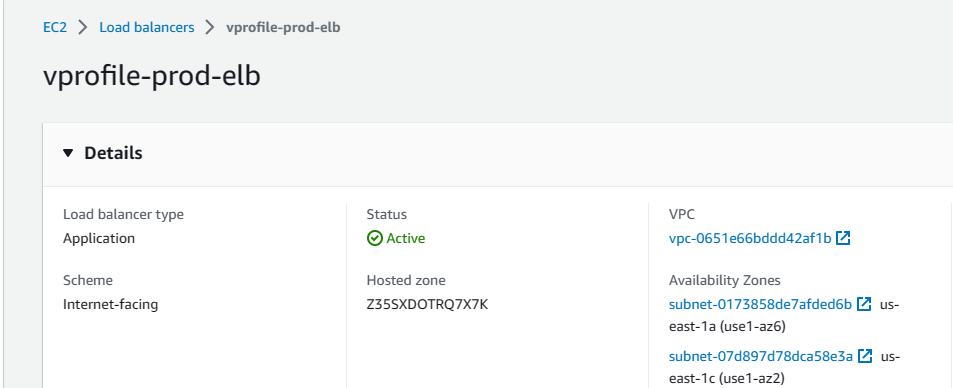 EC2 > Load balancers > vprofile-prod-elb
vprofile-prod-elb
Details
Load balancer type
Application
Status
Active
VPC
vpc-0651e66bddd42af1b
Scheme
Internet-facing
Hosted zone
Z35SXDOTRQ7X7K
Availability Zones
subnet-0173858de7afded6b us-
east-1a (use1-az6)
subnet-07d897d78dca58e3a us-
east-1c (use1-az2)